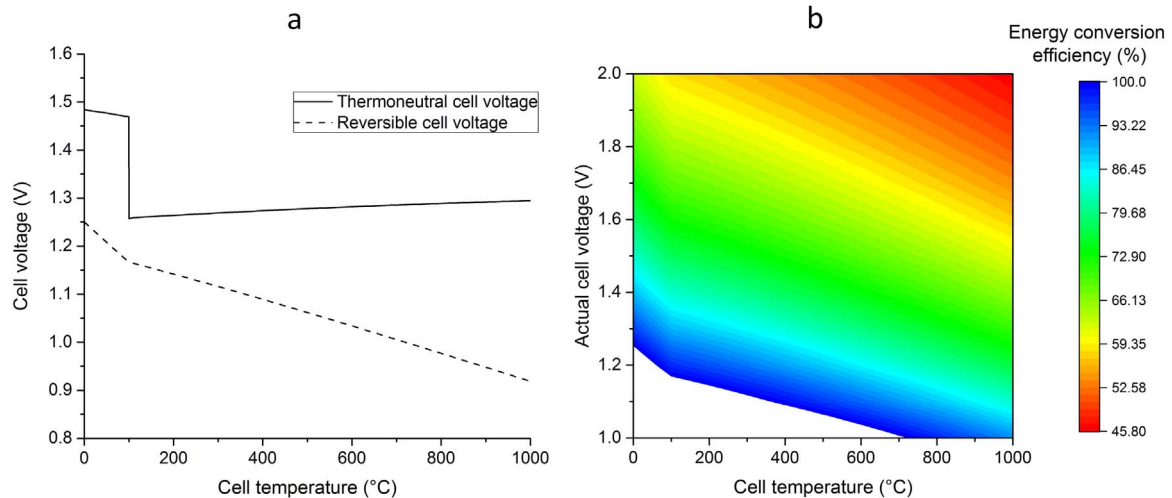 a
1.6
1.5
1.4
1.3
1.2
1.1
1.0
0.9
0.8
Cell voltage (V)
Thermoneutral cell voltage
Reversible cell voltage
0 200 400 600 800 1000
Cell temperature (°C)
b
2.0
1.8
1.6
1.4
1.2
1.0
Actual cell voltage (V)
0 200 400 600 800 1000
Cell temperature (°C)
Energy conversion
efficiency (%)
100.0
93.22
86.45
79.68
72.90
66.13
59.35
52.58
45.80